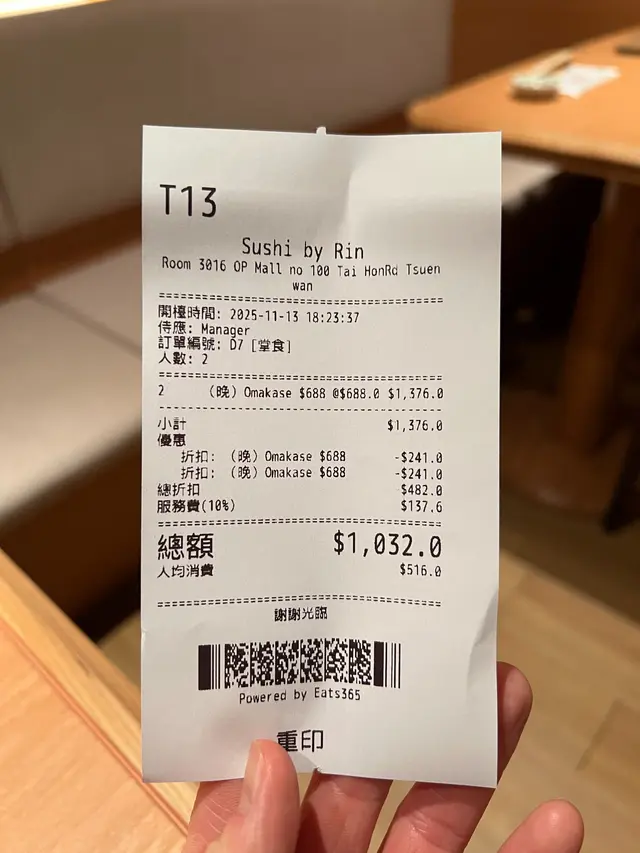 T13
Sushi by Rin
Room 3016 OP Mall no 100 Tai HonRd Tsuen
wan
開檯時間: 2025-11-13 18:23:37
侍應: Manager
訂單編號: D7 [堂食]
人數: 2
2 (晚) Omakase $688 @$688.0 $1,376.0
小計 $1,376.0
優惠
折扣: (晚) Omakase $688 -$241.0
折扣: (晚) Omakase $688 -$241.0
總折扣 $482.0
服務費(10%) $137.6
總額 $1,032.0
人均消費 $516.0
謝謝光臨
Powered by Eats365
重印